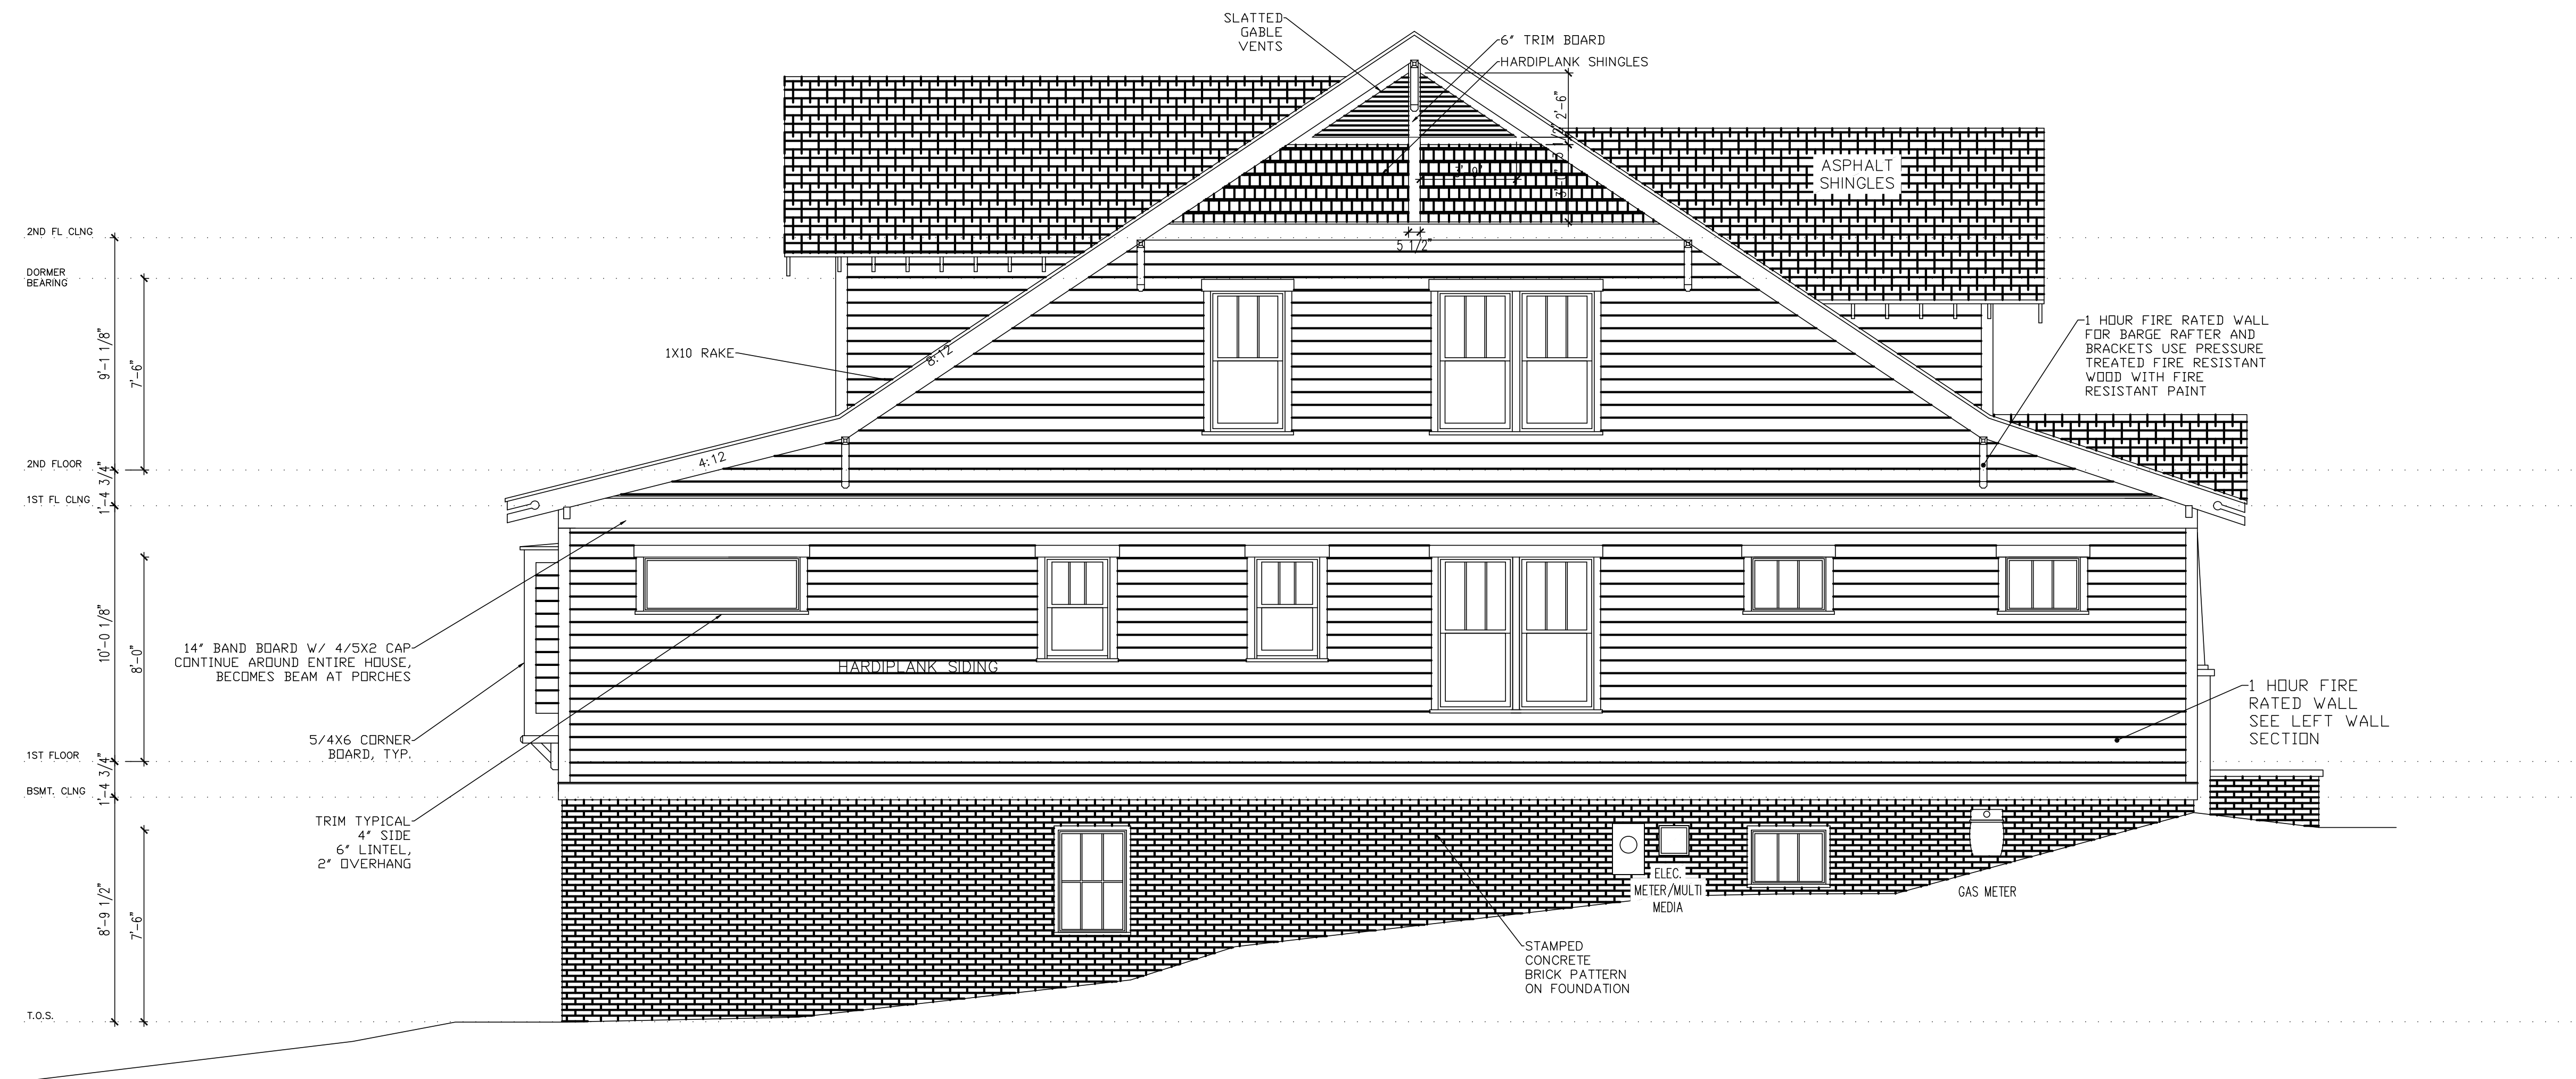 SLATTED
GABLE
VENTS
6" TRIM BOARD
HARDIPLANK SHINGLES
2'-6"
ASPHALT
SHINGLES
3'-9"
5 1/2"
2ND FL CLNG
DORMER
BEARING
9'-1 1/8"
7'-6"
1X10 RAKE
8:12
1 HOUR FIRE RATED WALL
FOR BARGE RAFTER AND
BRACKETS USE PRESSURE
TREATED FIRE RESISTANT
WOOD WITH FIRE
RESISTANT PAINT
4:12
2ND FLOOR
1'-4 3/4"
1ST FL CLNG
10'-0 1/8"
8'-0"
14" BAND BOARD W/ 4/5X2 CAP
CONTINUE AROUND ENTIRE HOUSE,
BECOMES BEAM AT PORCHES
HARDIPLANK SIDING
1 HOUR FIRE
RATED WALL
SEE LEFT WALL
SECTION
5/4X6 CORNER
BOARD, TYP.
1ST FLOOR
1'-4 3/4"
BSMT. CLNG
TRIM TYPICAL
4" SIDE
6" LINTEL,
2" OVERHANG
8'-9 1/2"
7'-6"
ELEC.
METER/MULTI
MEDIA
GAS METER
STAMPED
CONCRETE
BRICK PATTERN
ON FOUNDATION
T.O.S.